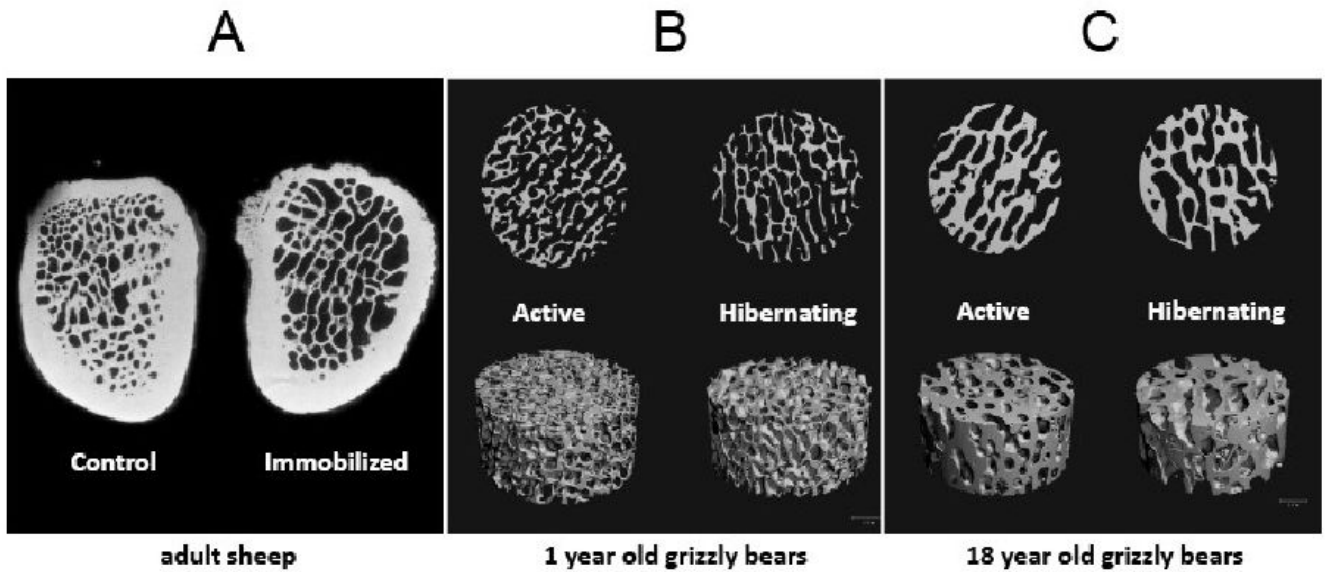 A
B
C
Active
Hibernating
Active
Hibernating
Control
Immobilized
adult sheep
1 year old grizzly bears
18 year old grizzly bears